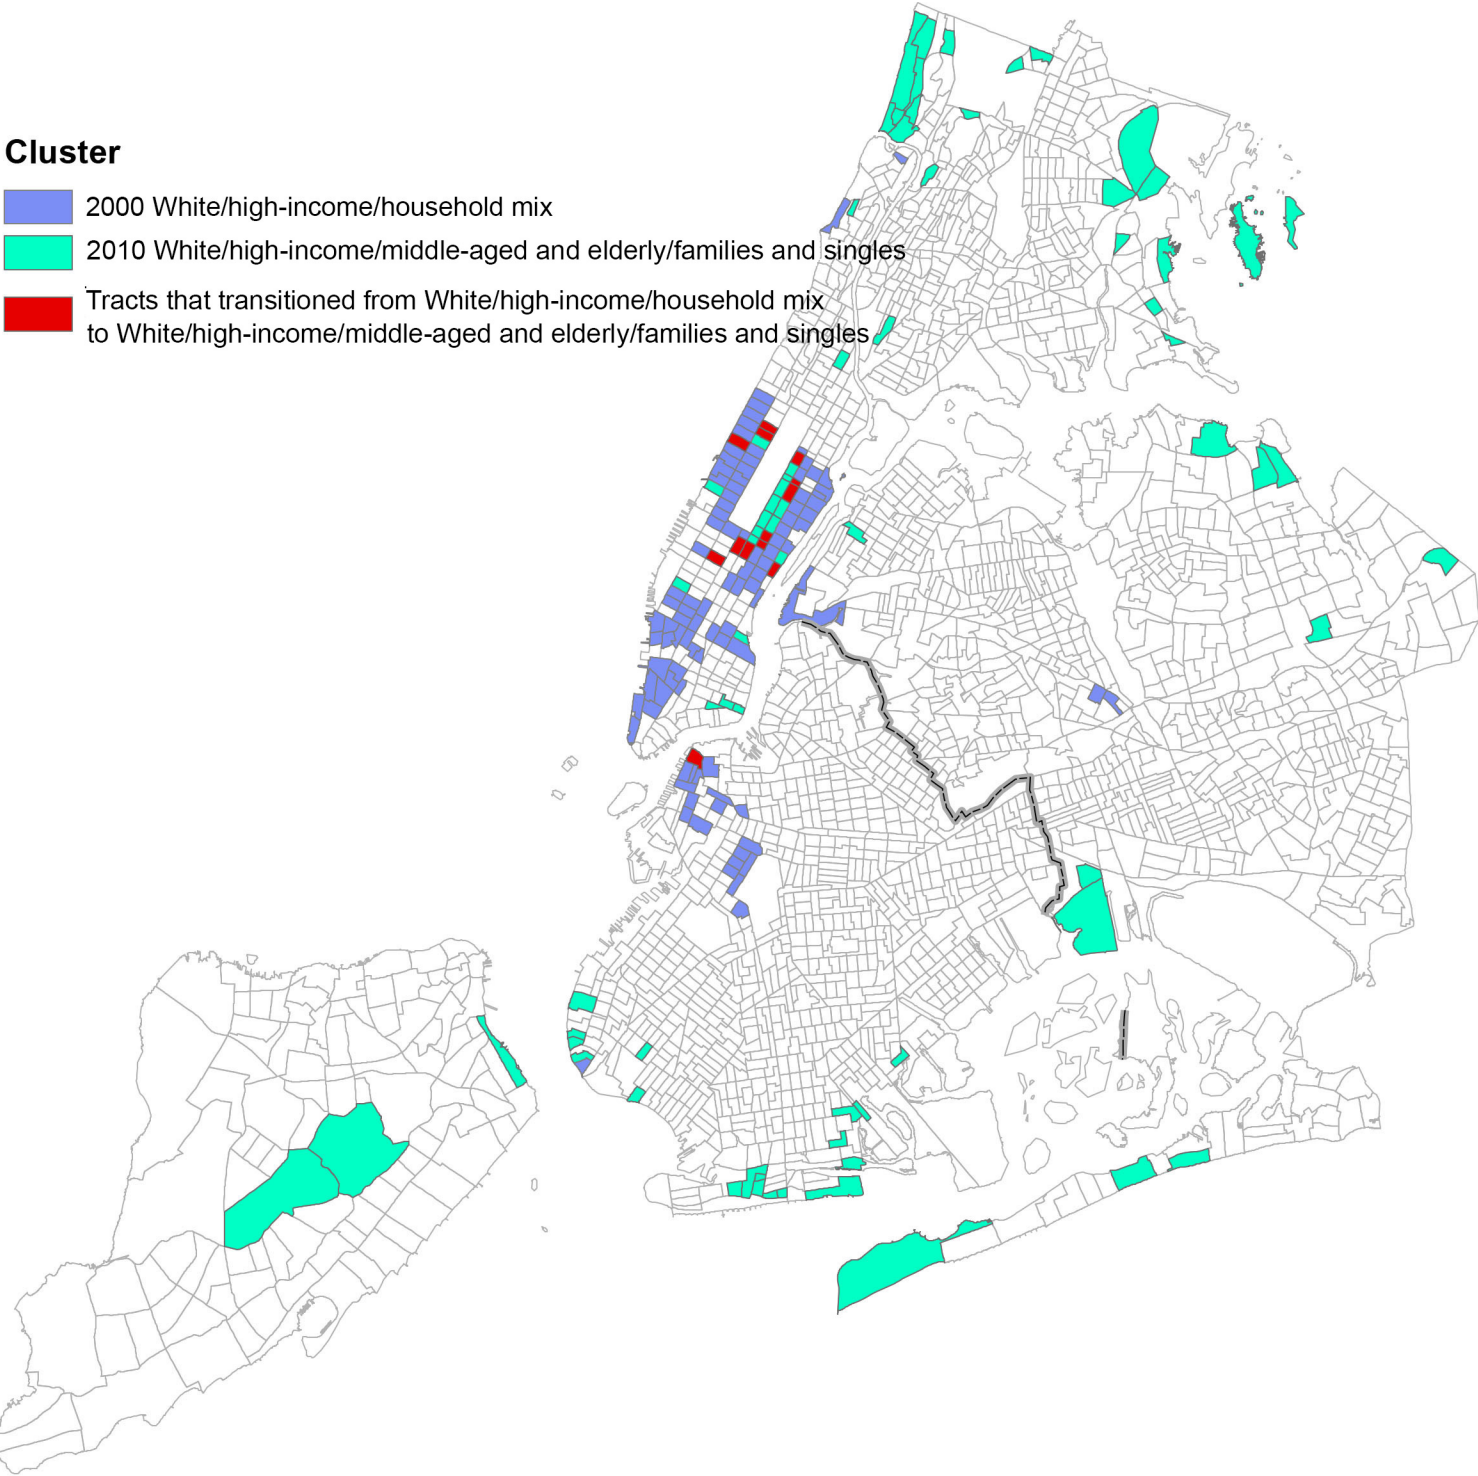 Cluster
2000 White/high-income/household mix
2010 White/high-income/middle-aged and elderly/families and singles
Tracts that transitioned from White/high-income/household mix
to White/high-income/middle-aged and elderly/families and singles